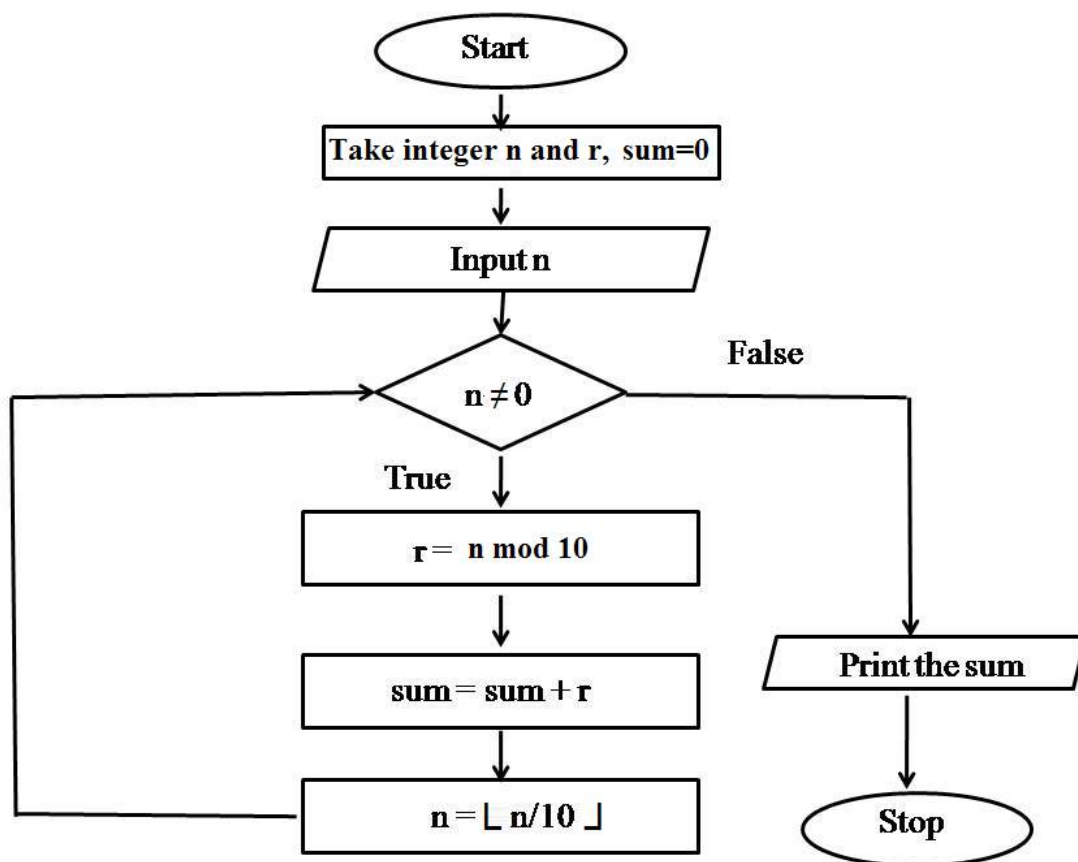 Start
Take integer n and r, sum=0
Input n
n ≠ 0
False
True
r = n mod 10
sum = sum + r
n = ⌊ n/10 ⌋
Print the sum
Stop